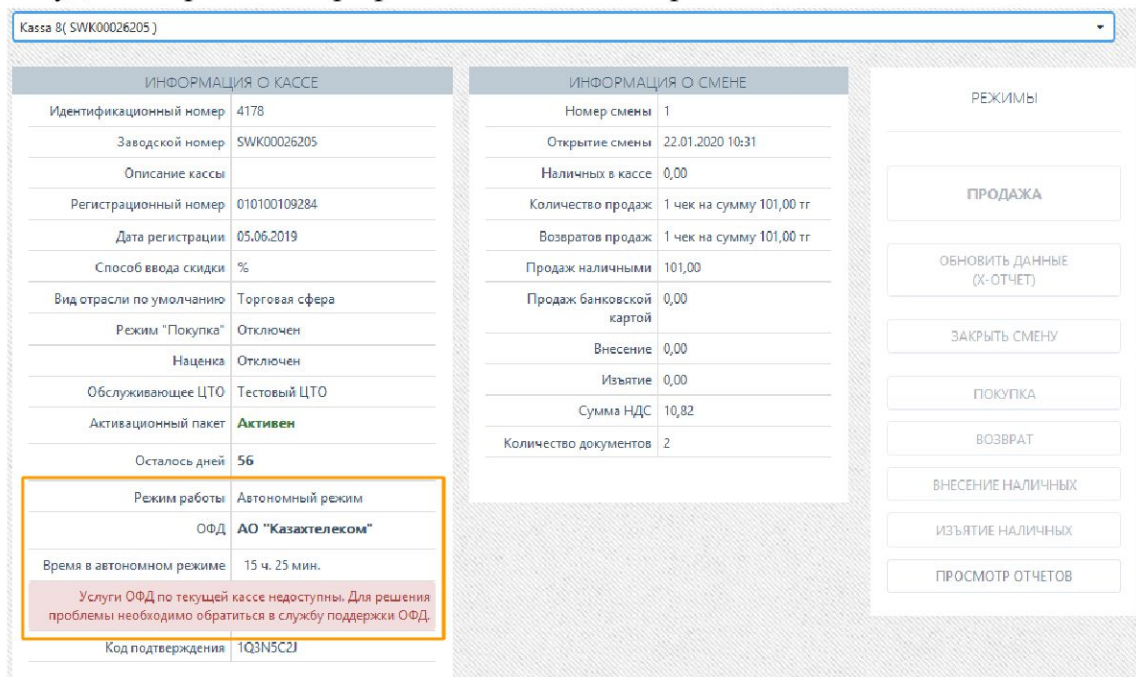 Kassa 8( SWK00026205 )
ИНФОРМАЦИЯ О КАССЕ
Идентификационный номер 4178
Заводской номер SWK00026205
Описание кассы
Регистрационный номер 010100109284
Дата регистрации 05.06.2019
Способ ввода скидки %
Вид отрасли по умолчанию Торговая сфера
Режим "Покупка" Отключен
Наценка Отключен
Обслуживающее ЦТО Тестовый ЦТО
Активационный пакет Активен
Осталось дней 56
Режим работы Автономный режим
ОФД АО "Казахтелеком"
Время в автономном режиме 15 ч. 25 мин.
Услуги ОФД по текущей кассе недоступны. Для решения
проблемы необходимо обратиться в службу поддержки ОФД.
Код подтверждения 1Q3N5C2J
ИНФОРМАЦИЯ О СМЕНЕ
Номер смены 1
Открытие смены 22.01.2020 10:31
Наличных в кассе 0,00
Количество продаж 1 чек на сумму 101,00 тг
Возвратов продаж 1 чек на сумму 101,00 тг
Продаж наличными 101,00
Продаж банковской 0,00
картой
Внесение 0,00
Изъятие 0,00
Сумма НДС 10,82
Количество документов 2
РЕЖИМЫ
ПРОДАЖА
ОБНОВИТЬ ДАННЫЕ
(X-ОТЧЕТ)
ЗАКРЫТЬ СМЕНУ
ПОКУПКА
ВОЗВРАТ
ВНЕСЕНИЕ НАЛИЧНЫХ
ИЗЪЯТИЕ НАЛИЧНЫХ
ПРОСМОТР ОТЧЕТОВ